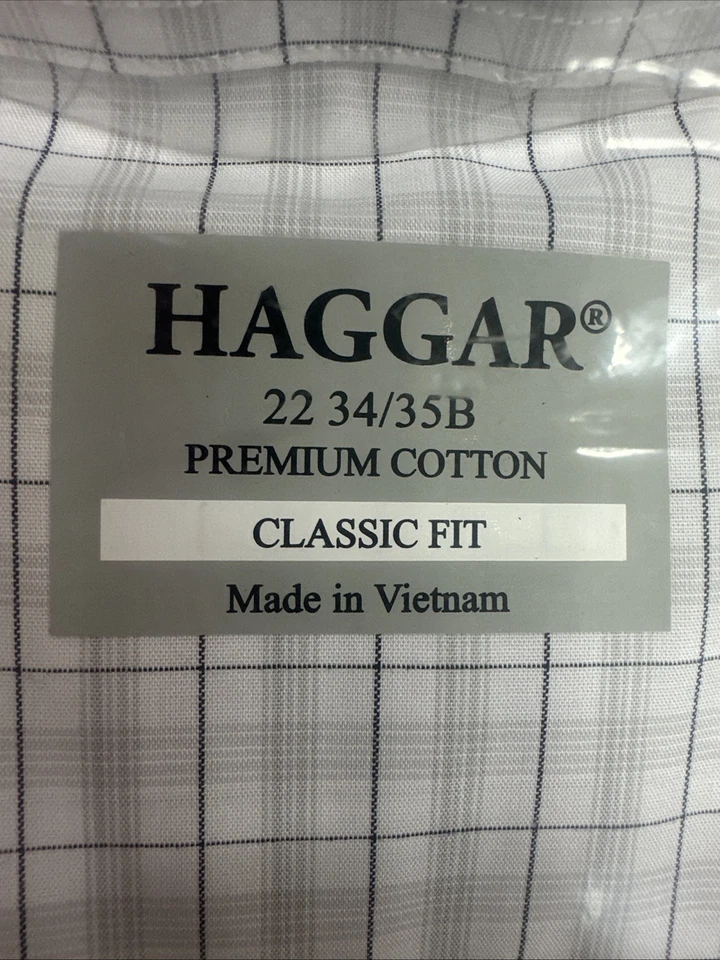 HAGGAR®
22 34/35B
PREMIUM COTTON
CLASSIC FIT
Made in Vietnam